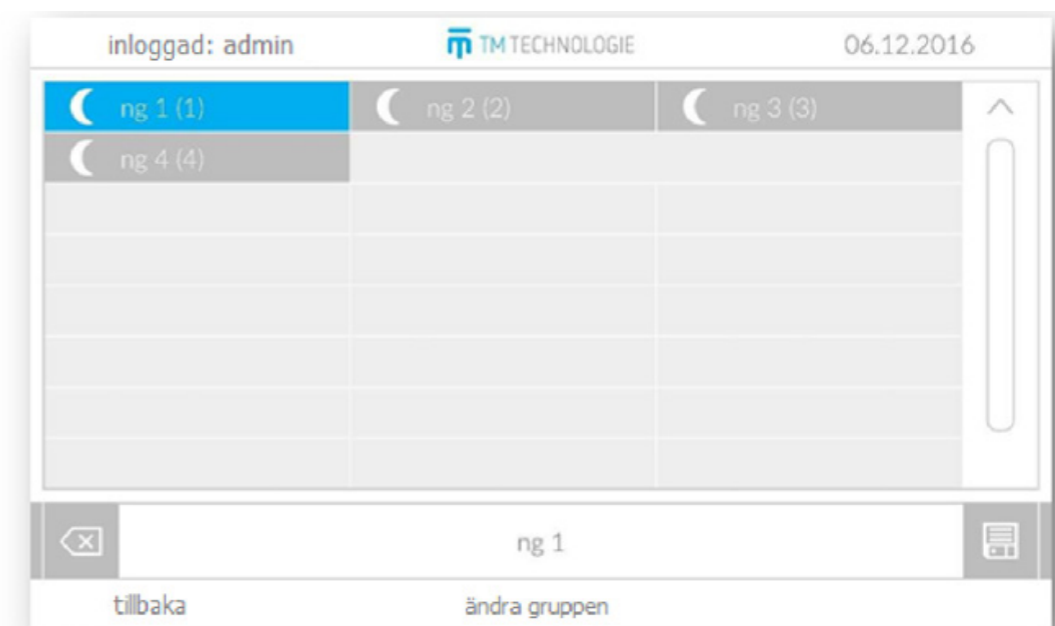 inloggad: admin TM TECHNOLOGIE 06.12.2016
ng 1 (1) ng 2 (2) ng 3 (3)
ng 4 (4)
ng 1
tillbaka ändra gruppen